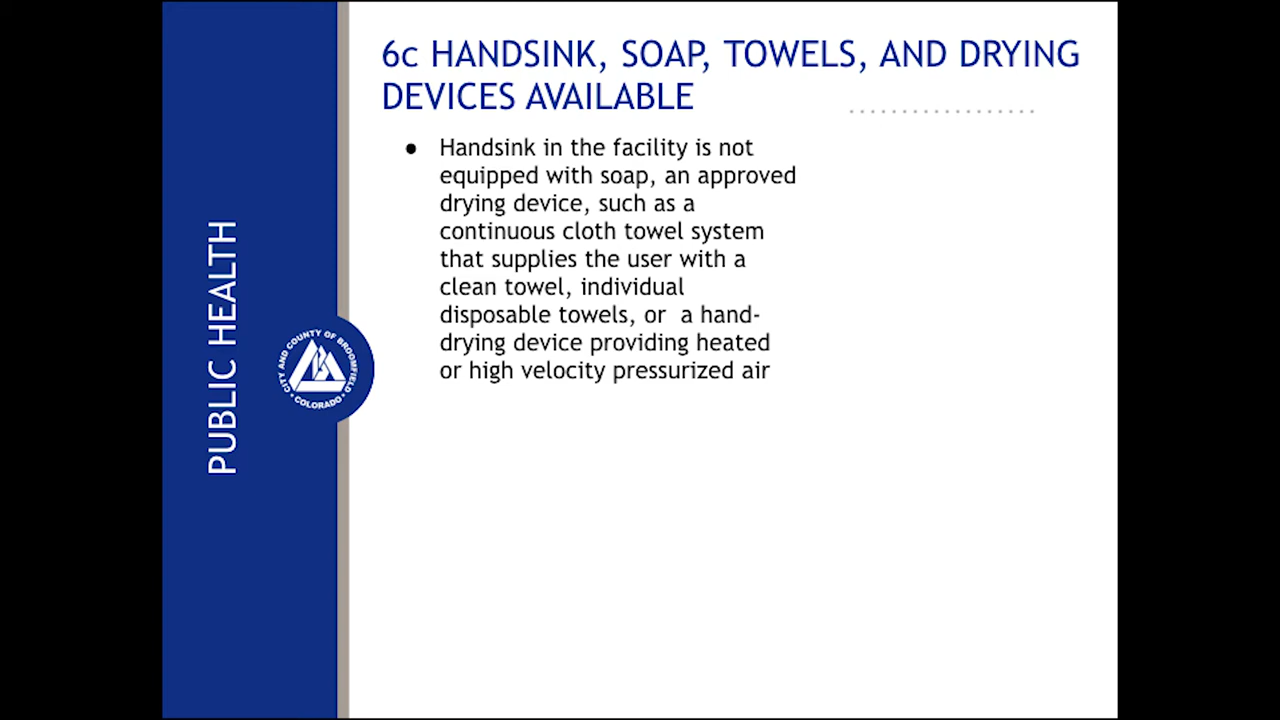 6c HANDSINK, SOAP, TOWELS, AND DRYING
DEVICES AVAILABLE
● Handsink in the facility is not
equipped with soap, an approved
drying device, such as a
continuous cloth towel system
that supplies the user with a
clean towel, individual
disposable towels, or a hand-
drying device providing heated
or high velocity pressurized air
PUBLIC HEALTH
CITY AND COUNTY OF BROOMFIELD
COLORADO